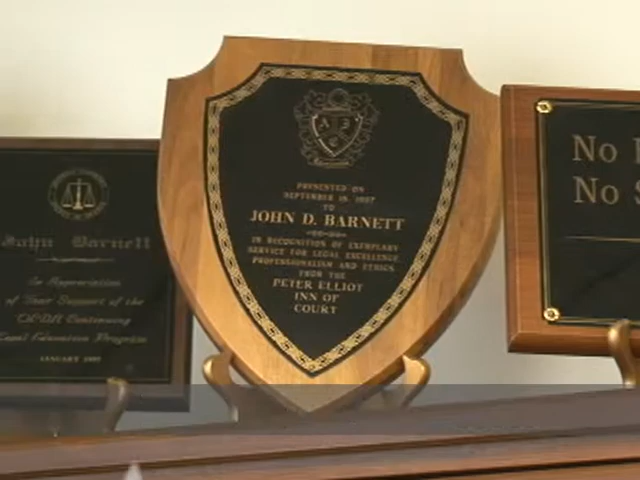 John Barnett
In Appreciation
of Your Support of the
Legal Education Program
JANUARY
PRESENTED ON
SEPTEMBER 18, 1997
TO
JOHN D. BARNETT
IN RECOGNITION OF EXEMPLARY
SERVICE FOR LEGAL EXCELLENCE,
PROFESSIONALISM AND ETHICS
FROM THE
PETER ELLIOT
INN OF
COURT
No
No